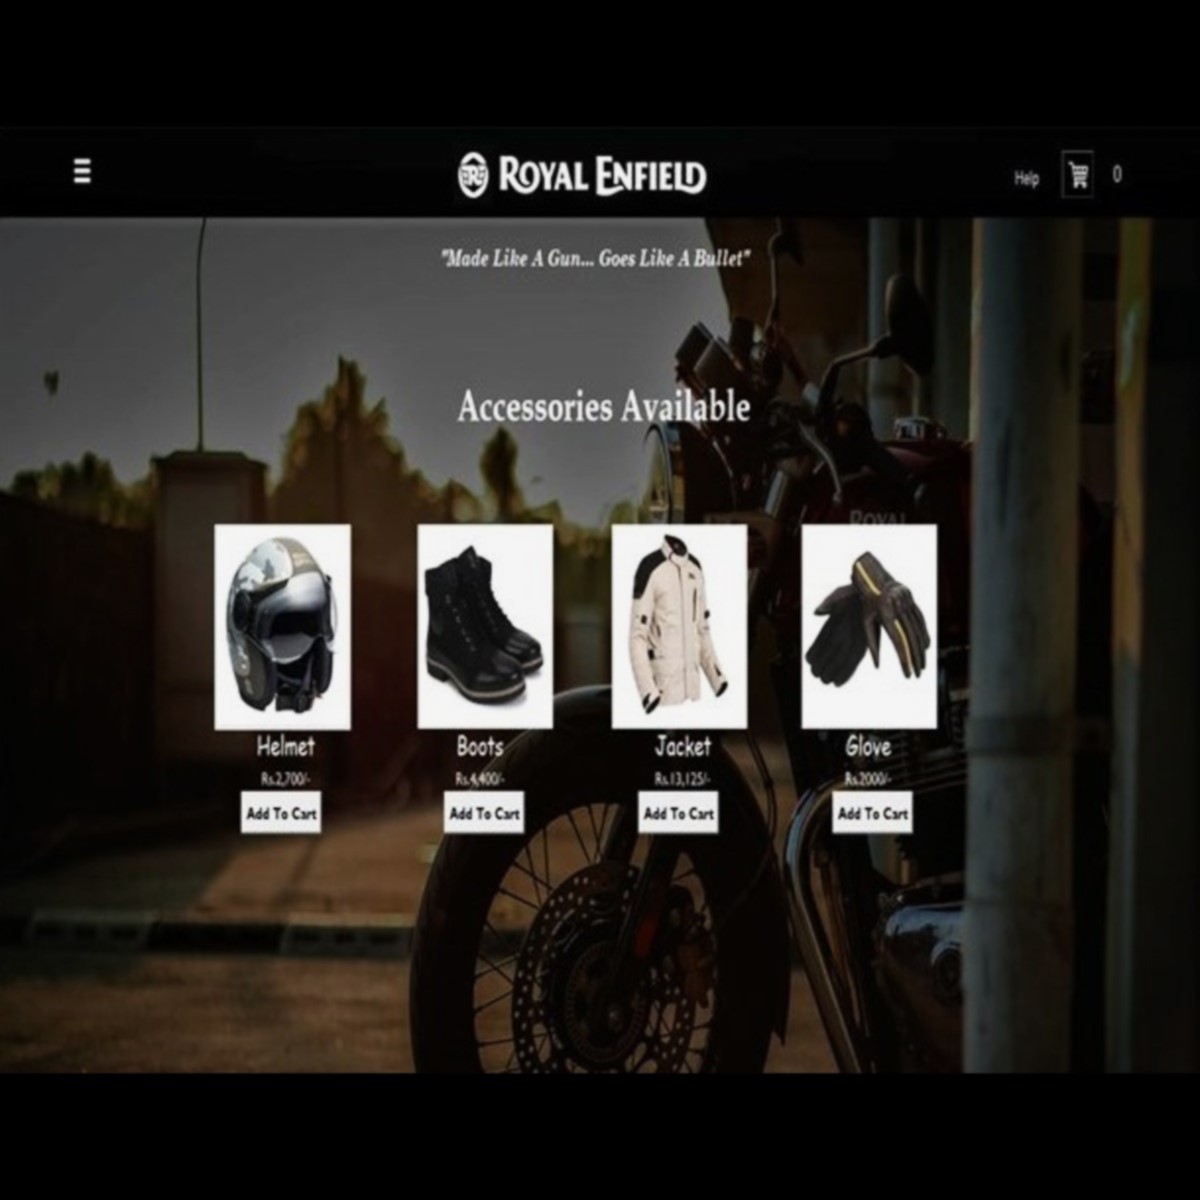 ROYAL ENFIELD
Help
0
"Made Like A Gun... Goes Like A Bullet"
Accessories Available
ROYAL
Helmet
Boots
Jacket
Glove
Rs.2,700/-
Rs.4,400/-
Rs.13,125/-
Rs.2000/-
Add To Cart
Add To Cart
Add To Cart
Add To Cart